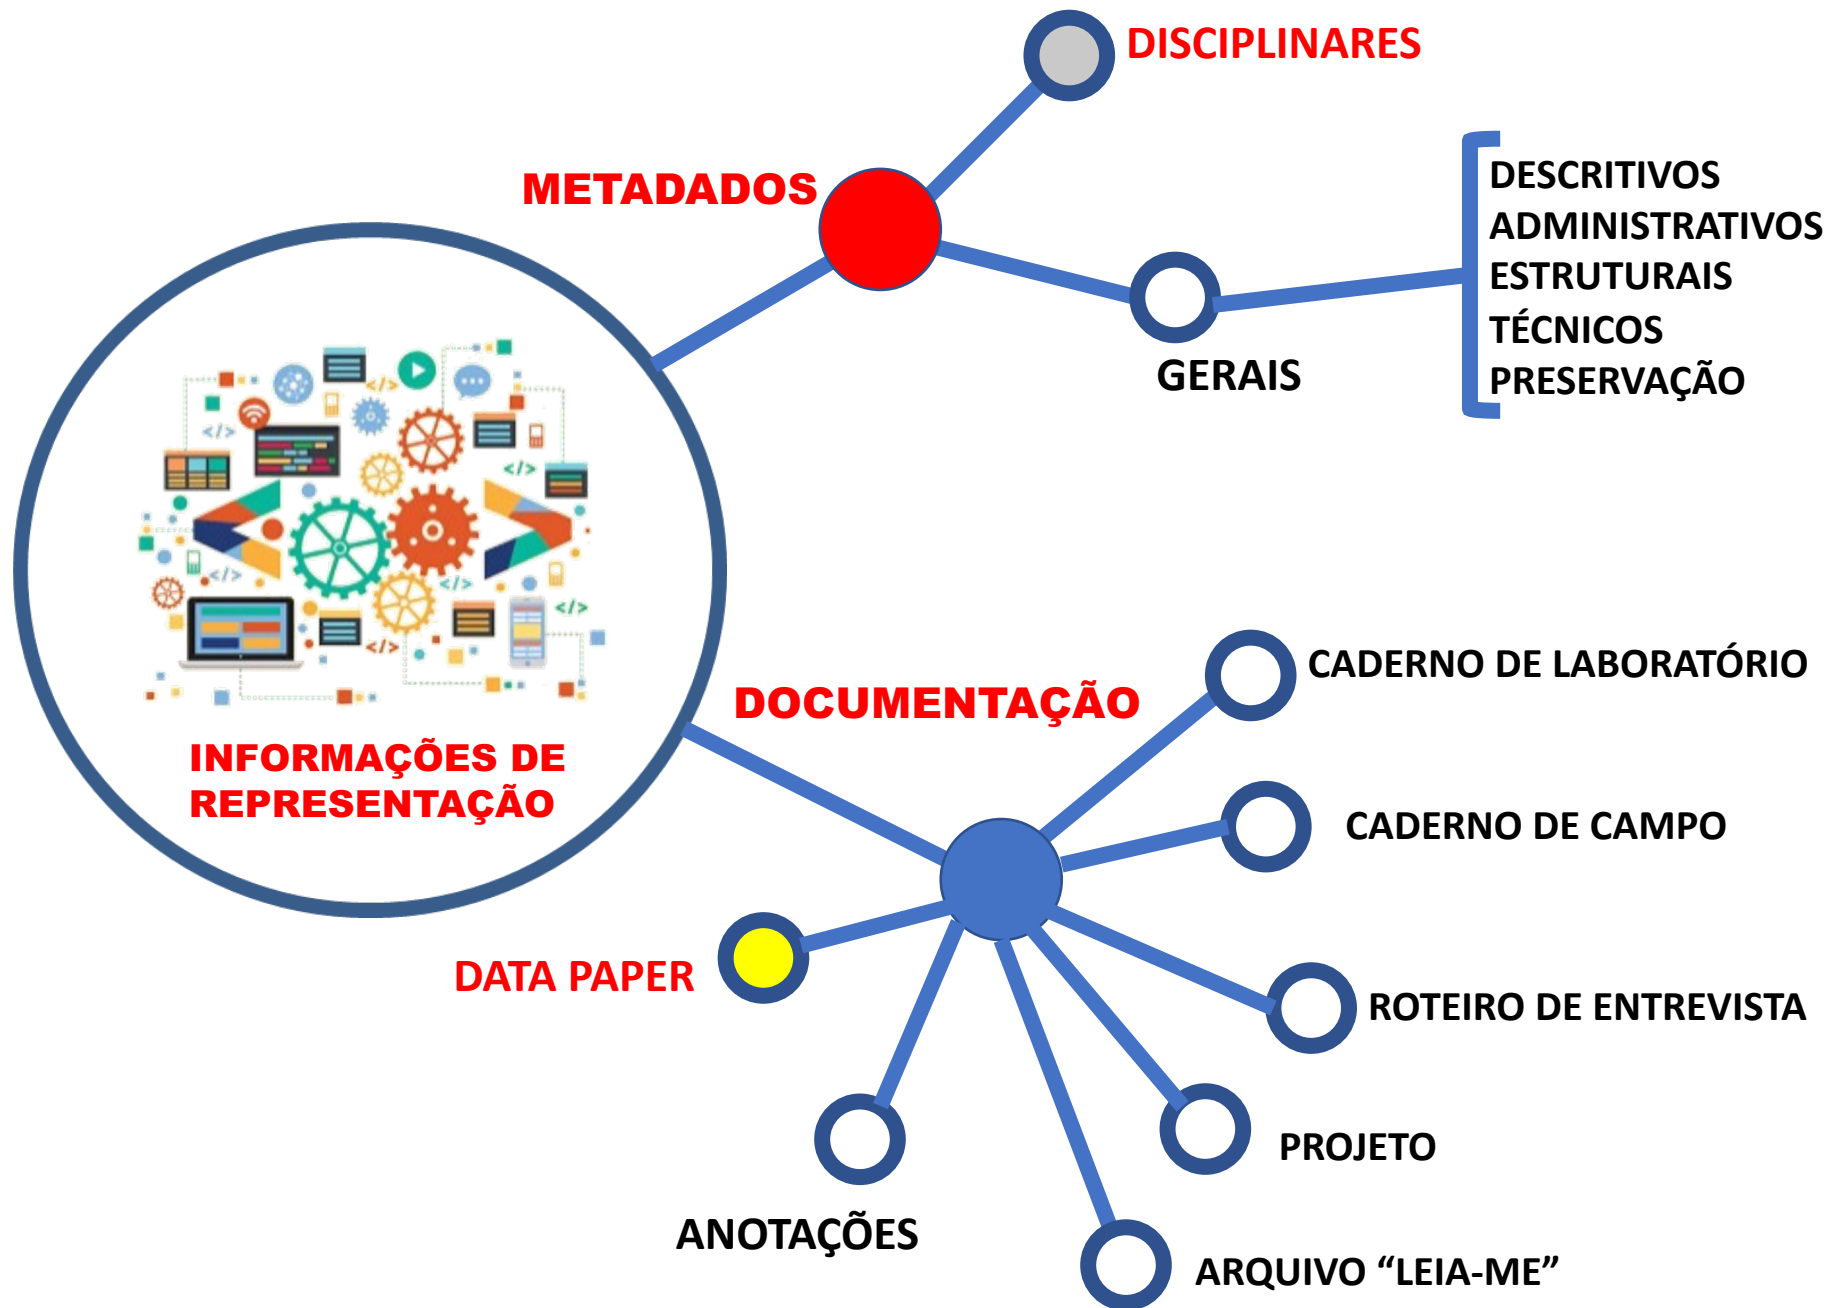 DISCIPLINARES
METADADOS
DESCRITIVOS
ADMINISTRATIVOS
ESTRUTURAIS
TÉCNICOS
PRESERVAÇÃO
GERAIS
</>
</>
</>
</>
</>
</>
</>
</>
INFORMAÇÕES DE
REPRESENTAÇÃO
DOCUMENTAÇÃO
CADERNO DE LABORATÓRIO
CADERNO DE CAMPO
DATA PAPER
ROTEIRO DE ENTREVISTA
PROJETO
ANOTAÇÕES
ARQUIVO “LEIA-ME”